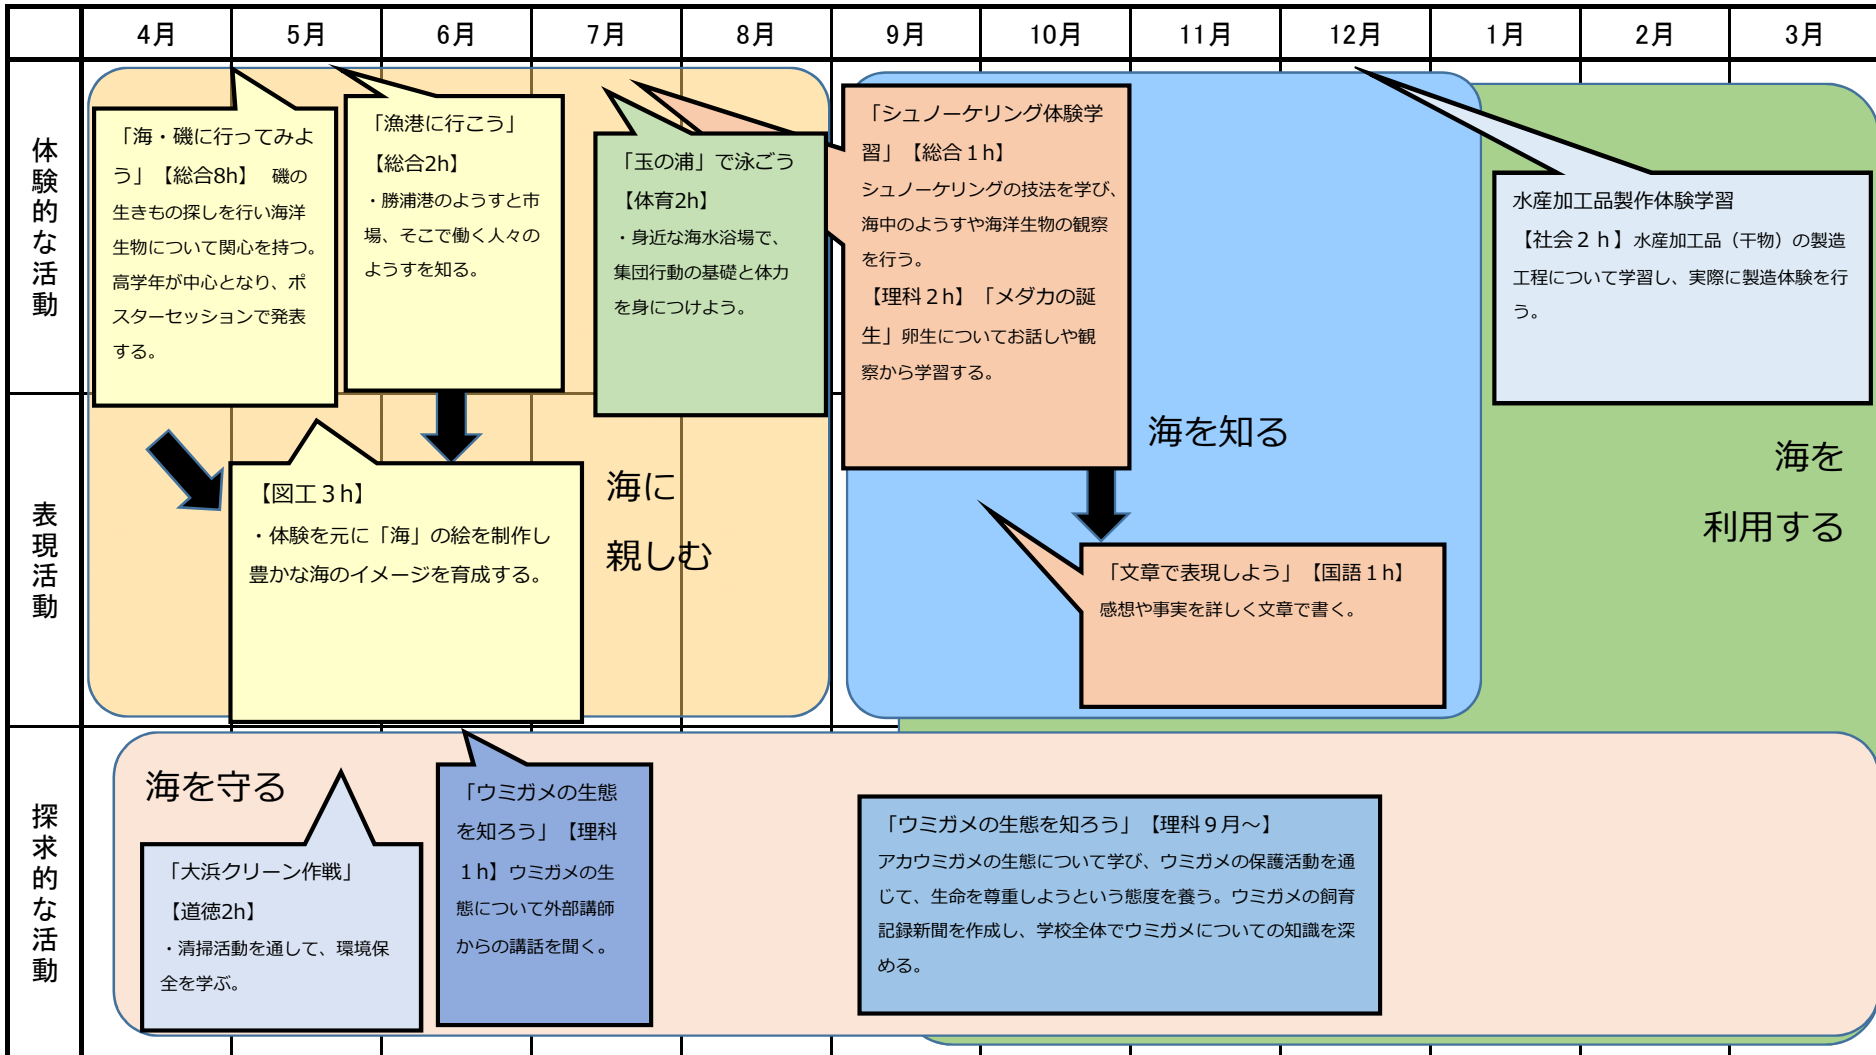 4月
5月
6月
7月
8月
9月
10月
11月
12月
1月
2月
3月
体験的な活動
「海・磯に行ってみよ
う」【総合8h】 磯の
生きもの探しを行い海洋
生物について関心を持つ。
高学年が中心となり、ポ
スターセッションで発表
する。
「漁港に行こう」
【総合2h】
・勝浦港のようすと市
場、そこで働く人々の
ようすを知る。
「玉の浦」で泳ごう
【体育2h】
・身近な海水浴場で、
集団行動の基礎と体力
を身につけよう。
「シュノーケリング体験学
習」【総合１h】
シュノーケリングの技法を学び、
海中のようすや海洋生物の観察
を行う。
【理科２h】「メダカの誕
生」卵生についてお話しや観
察から学習する。
水産加工品製作体験学習
【社会２ｈ】水産加工品（干物）の製造
工程について学習し、実際に製造体験を行
う。
表現活動
【図工３h】
・体験を元に「海」の絵を制作し
豊かな海のイメージを育成する。
海に
親しむ
海を知る
「文章で表現しよう」【国語１h】
感想や事実を詳しく文章で書く。
海を
利用する
探求的な活動
海を守る
「大浜クリーン作戦」
【道徳2h】
・清掃活動を通して、環境保
全を学ぶ。
「ウミガメの生態
を知ろう」【理科
１h】ウミガメの生
態について外部講師
からの講話を聞く。
「ウミガメの生態を知ろう」【理科９月～】
アカウミガメの生態について学び、ウミガメの保護活動を通
じて、生命を尊重しようという態度を養う。ウミガメの飼育
記録新聞を作成し、学校全体でウミガメについての知識を深
める。